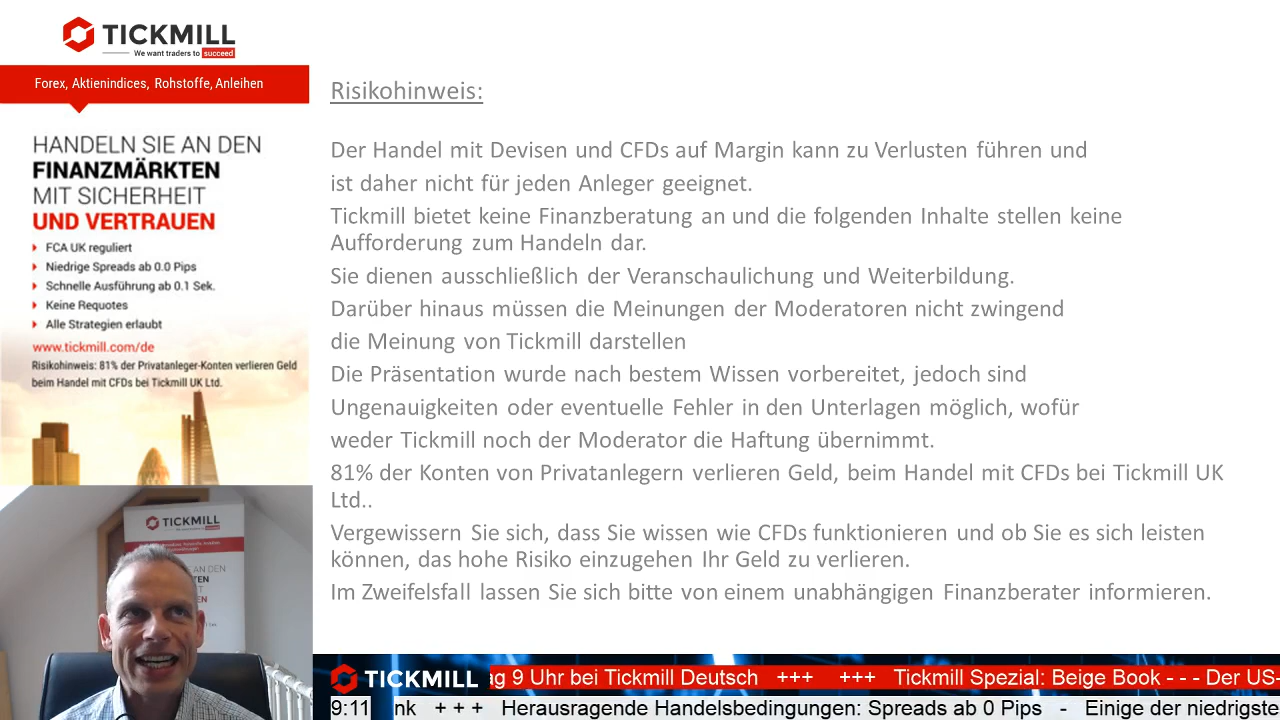 TICKMILL
We want traders to succeed
Forex, Aktienindices, Rohstoffe, Anleihen
HANDELN SIE AN DEN
FINANZMÄRKTEN
MIT SICHERHEIT
UND VERTRAUEN
FCA UK reguliert
Niedrige Spreads ab 0.0 Pips
Schnelle Ausführung ab 0.1 Sek.
Keine Requotes
Alle Strategien erlaubt
www.tickmill.com/de
Risikohinweis: 81% der Privatanleger-Konten verlieren Geld
beim Handel mit CFDs bei Tickmill UK Ltd.
TICKMILL
Risikohinweis:
Der Handel mit Devisen und CFDs auf Margin kann zu Verlusten führen und
ist daher nicht für jeden Anleger geeignet.
Tickmill bietet keine Finanzberatung an und die folgenden Inhalte stellen keine
Aufforderung zum Handeln dar.
Sie dienen ausschließlich der Veranschaulichung und Weiterbildung.
Darüber hinaus müssen die Meinungen der Moderatoren nicht zwingend
die Meinung von Tickmill darstellen
Die Präsentation wurde nach bestem Wissen vorbereitet, jedoch sind
Ungenauigkeiten oder eventuelle Fehler in den Unterlagen möglich, wofür
weder Tickmill noch der Moderator die Haftung übernimmt.
81% der Konten von Privatanlegern verlieren Geld, beim Handel mit CFDs bei Tickmill UK
Ltd..
Vergewissern Sie sich, dass Sie wissen wie CFDs funktionieren und ob Sie es sich leisten
können, das hohe Risiko einzugehen Ihr Geld zu verlieren.
Im Zweifelsfall lassen Sie sich bitte von einem unabhängigen Finanzberater informieren.
TICKMILL
g 9 Uhr bei Tickmill Deutsch +++ +++ Tickmill Spezial: Beige Book - - - Der US-
9:11 nk + + + Herausragende Handelsbedingungen: Spreads ab 0 Pips - Einige der niedrigste